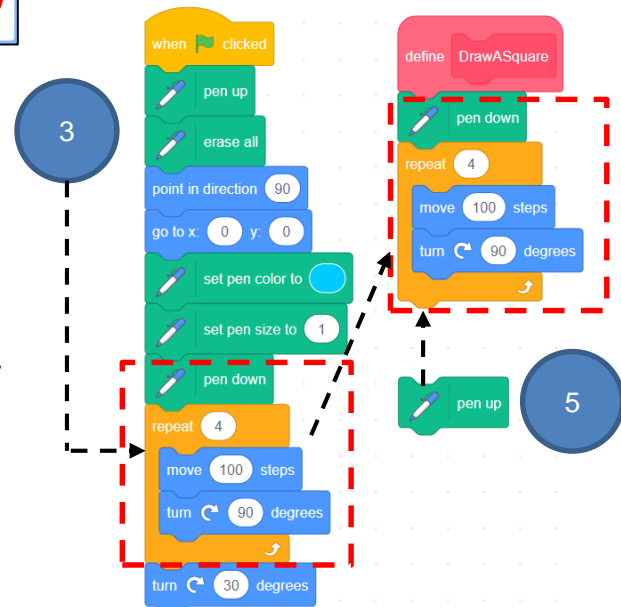 when clicked
pen up
erase all
point in direction 90
go to x: 0 y: 0
set pen color to
set pen size to 1
pen down
repeat 4
move 100 steps
turn 90 degrees
turn 30 degrees
3
define DrawASquare
pen down
repeat 4
move 100 steps
turn 90 degrees
pen up
5